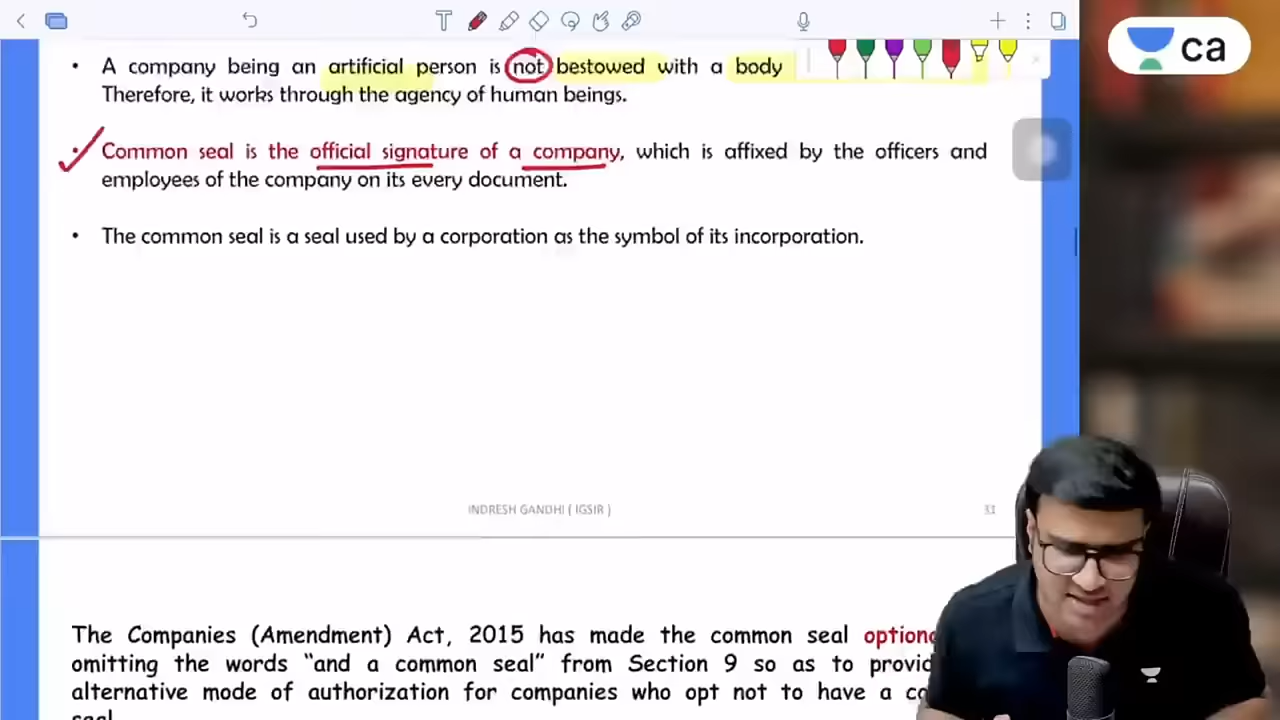 ca
A company being an artificial person is not bestowed with a body
Therefore, it works through the agency of human beings.
Common seal is the official signature of a company, which is affixed by the officers and
employees of the company on its every document.
The common seal is a seal used by a corporation as the symbol of its incorporation.
INDRESH GANDHI ( IGSIR )
The Companies (Amendment) Act, 2015 has made the common seal
omitting the words “and a common seal” from Section 9 so as to
alternative mode of authorization for companies who opt not to have a